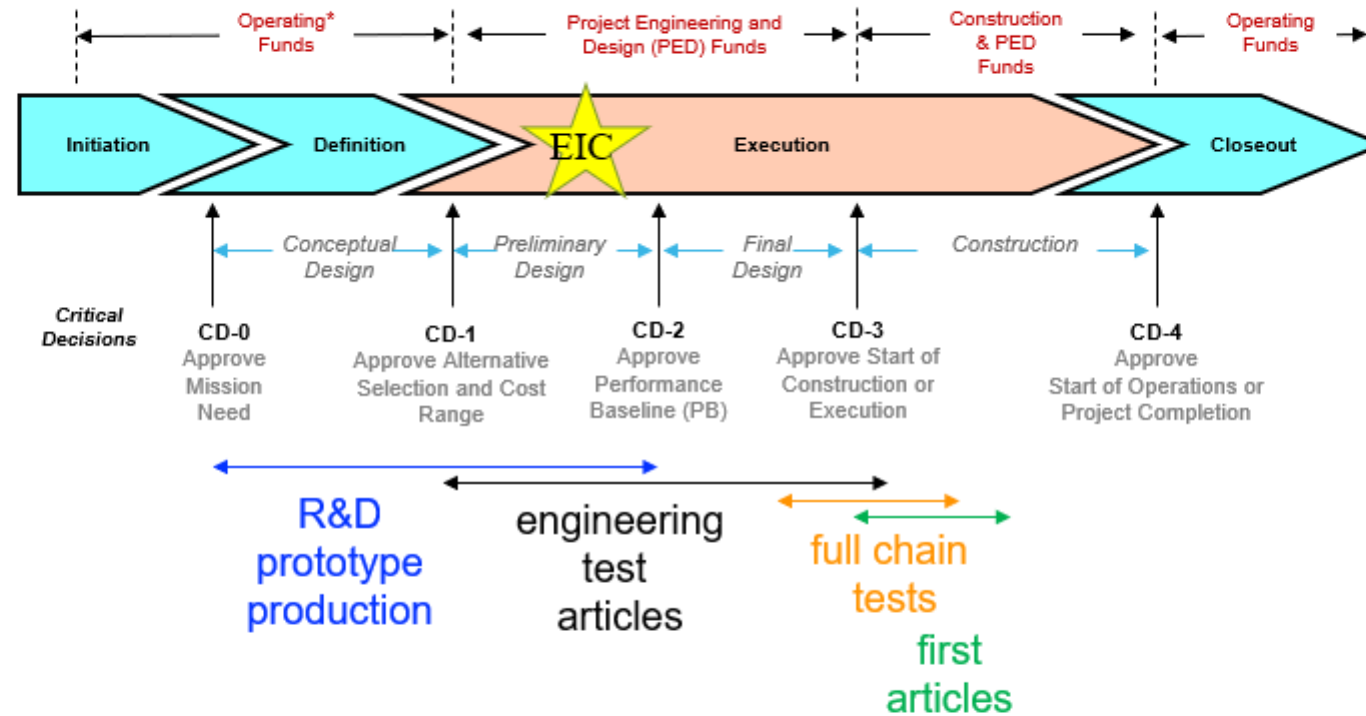 Operating*
Funds
Project Engineering and
Design (PED) Funds
Construction
& PED
Funds
Operating
Funds
Initiation
Definition
EIC
Execution
Closeout
Conceptual
Design
Preliminary
Design
Final
Design
Construction
Critical
Decisions
CD-0
Approve
Mission
Need
CD-1
Approve Alternative
Selection and Cost
Range
CD-2
Approve
Performance
Baseline (PB)
CD-3
Approve Start of
Construction or
Execution
CD-4
Approve
Start of Operations or
Project Completion
R&D
prototype
production
engineering
test
articles
full chain
tests
first
articles